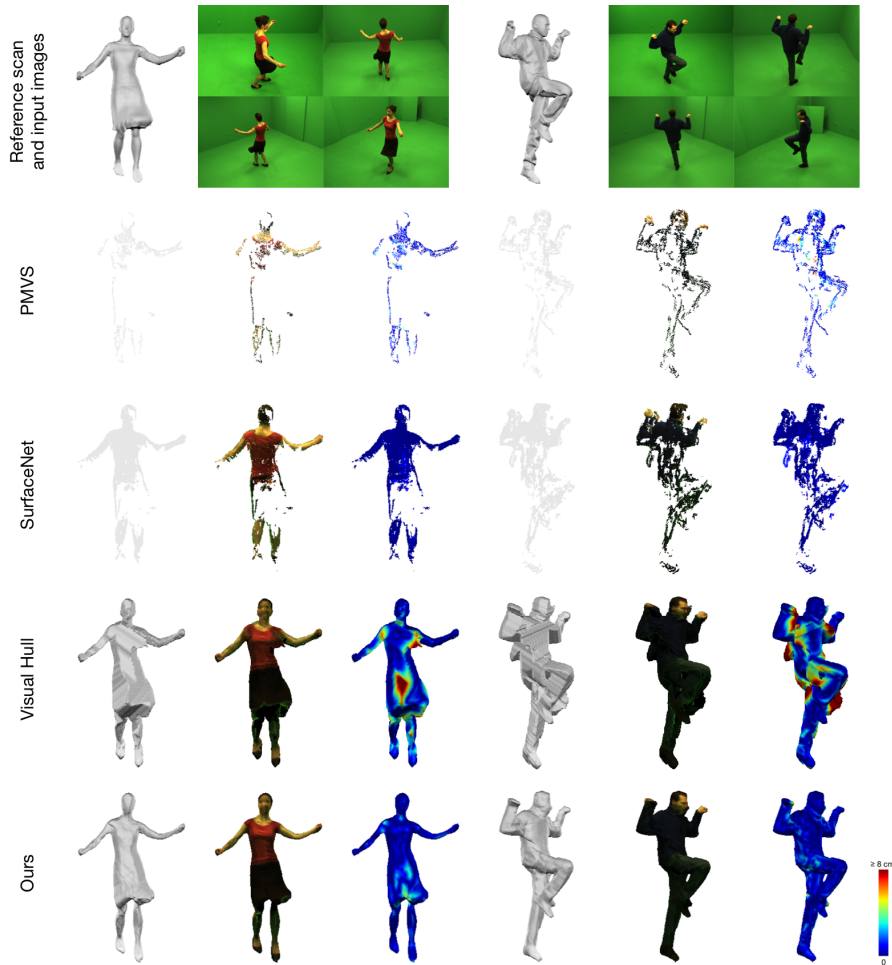 Reference scan
and input images
PMVS
SurfaceNet
Visual Hull
Ours
≥ 8 cm
0